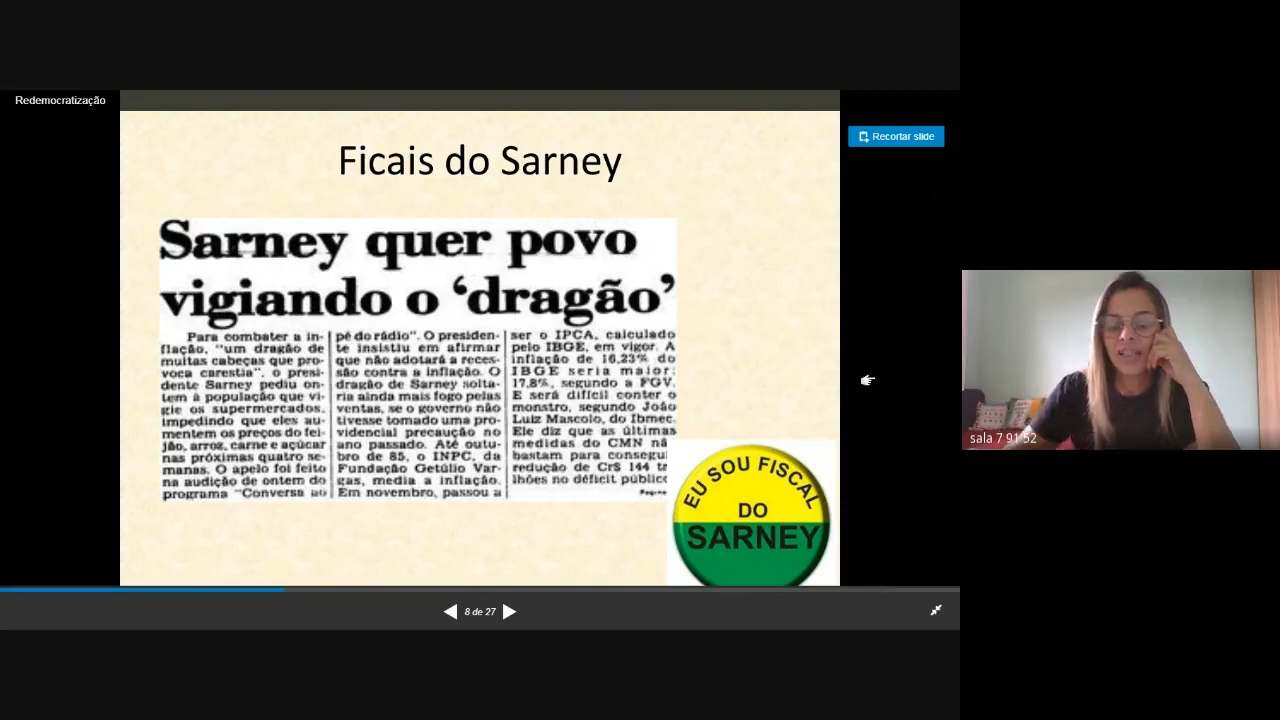 Redemocratização
Recortar slide
Ficais do Sarney
Sarney quer povo
vigiando o ‘dragão’
Para combater a in-
flação, "um dragão de
muitas cabeças que pro-
voca carestia", o presi-
dente Sarney pediu on-
tem à população que vi-
gie os supermercados,
impedindo que eles au-
mentem os preços do fei-
jão, arroz, carne e açúcar
nas próximas quatro se-
manas. O apelo foi feito
na audição de ontem do
programa "Conversa ao
pé do rádio". O presiden-
te insistiu em afirmar
que não adotará a reces-
são contra a inflação. O
dragão de Sarney solta-
ria ainda mais fogo pelas
ventas, se o governo não
tivesse tomado uma pro-
videncial precaução no
ano passado. Até outu-
bro de 85, o INPC, da
Fundação Getúlio Var-
gas, media a inflação.
Em novembro, passou a
ser o IPCA, calculado
pelo IBGE, em vigor. A
inflação de 16,23% do
IBGE seria maior:
17,8%, segundo a FGV.
E será difícil conter o
monstro, segundo João
Luiz Mascolo, do Ibmec.
Ele diz que as últimas
medidas do CMN nã
bastam para consegui
redução de Cr$ 144 tr
lhões no déficit público
EU SOU FISCAL
DO
SARNEY
sala 7 91 52
8 de 27